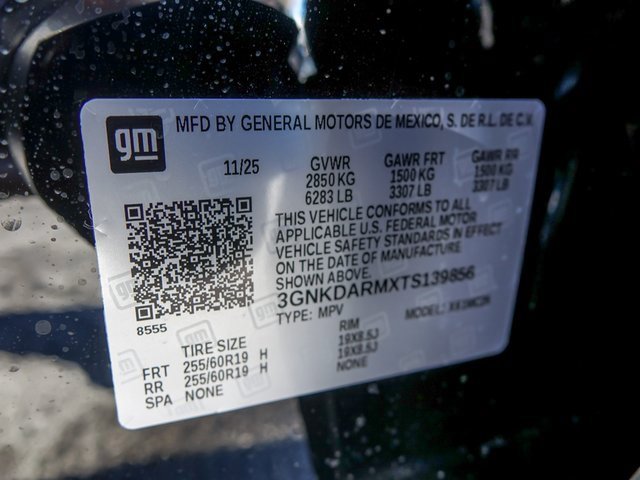 gm
MFD BY GENERAL MOTORS DE MEXICO, S. DE R.L. DE C.V.
11/25
GVWR
2850 KG
6283 LB
GAWR FRT
1500 KG
3307 LB
GAWR RR
1500 KG
3307 LB
THIS VEHICLE CONFORMS TO ALL
APPLICABLE U.S. FEDERAL MOTOR
VEHICLE SAFETY STANDARDS IN EFFECT
ON THE DATE OF MANUFACTURE
SHOWN ABOVE.
3GNKDARMXTS139856
TYPE: MPV
MODEL:
8555
TIRE SIZE
RIM
FRT 255/60R19 H 19X8.5J
RR 255/60R19 H 19X8.5J
SPA NONE NONE